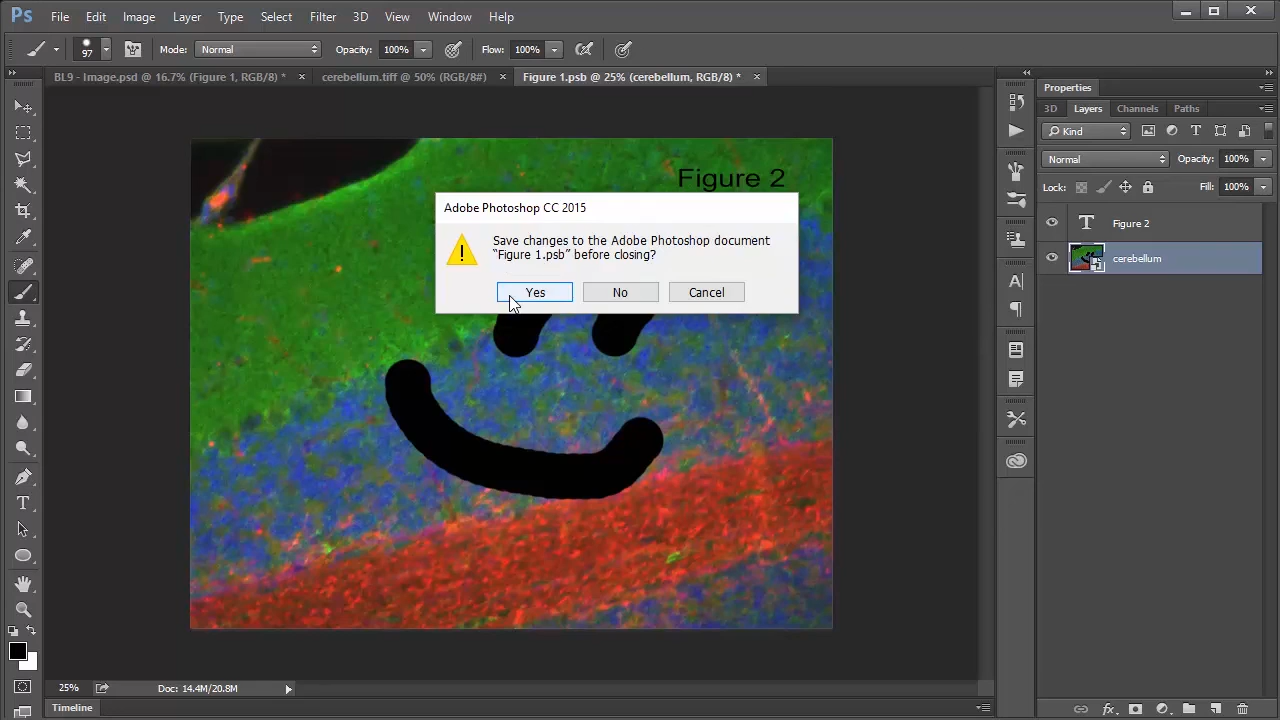 Ps File Edit Image Layer Type Select Filter 3D View Window Help
97 Mode: Normal Opacity: 100% Flow: 100%
BL9 - Image.psd @ 16.7% (Figure 1, RGB/8) * × cerebellum.tiff @ 50% (RGB/8#) × Figure 1.psb @ 25% (cerebellum, RGB/8) * ×
Properties
3D Layers Channels Paths
Kind
Normal Opacity: 100%
Lock: Fill: 100%
T Figure 2
cerebellum
Figure 2
Adobe Photoshop CC 2015
Save changes to the Adobe Photoshop document
“Figure 1.psb” before closing?
Yes No Cancel
25% Doc: 14.4M/20.8M
Timeline